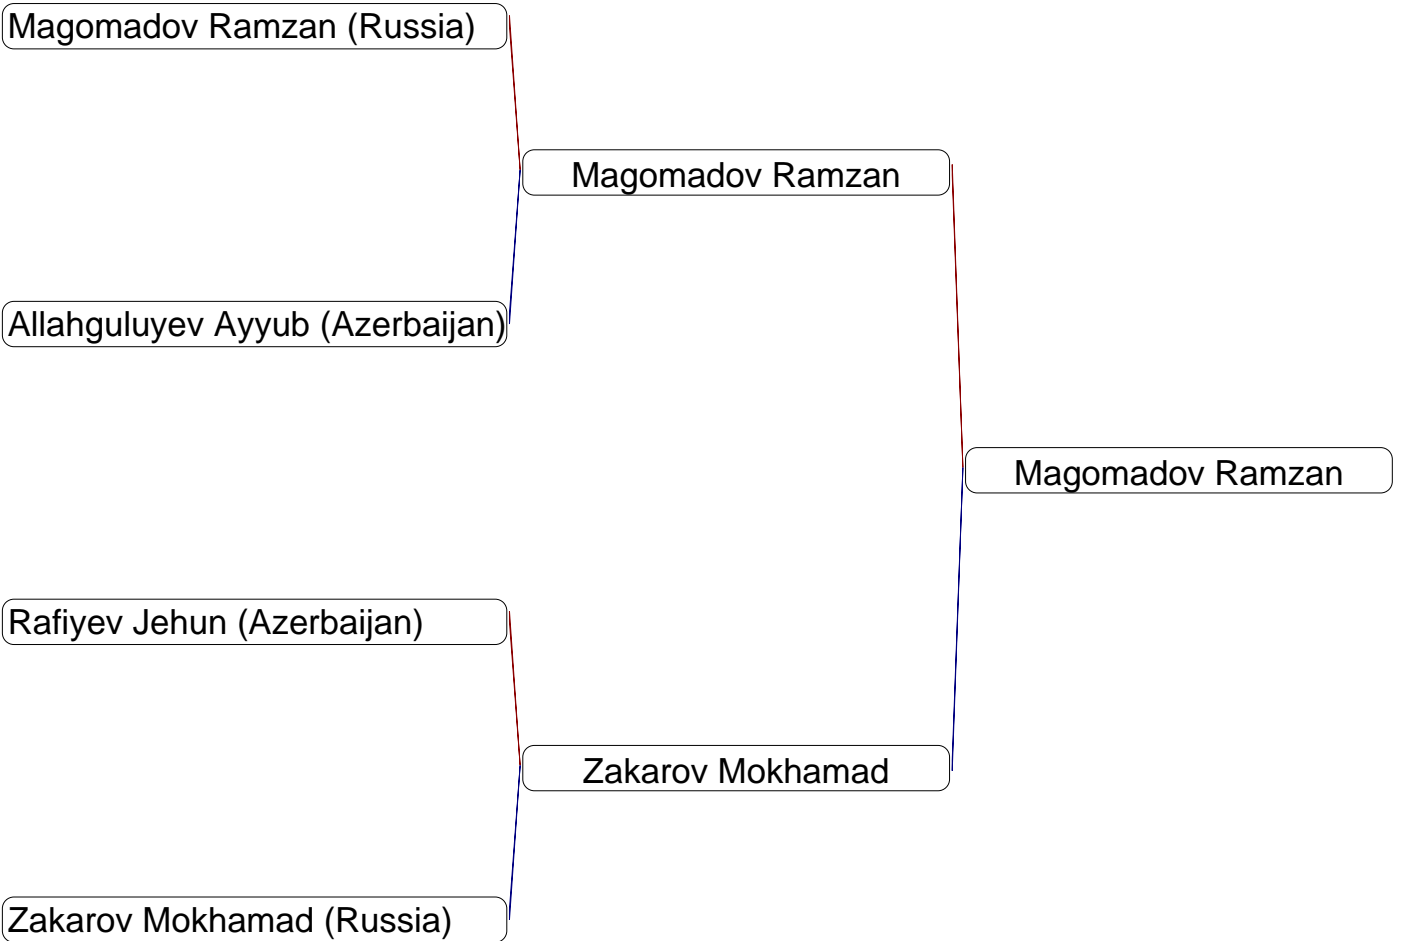 Magomadov Ramzan (Russia)
Magomadov Ramzan
Allahguluyev Ayyub (Azerbaijan)
Magomadov Ramzan
Rafiyev Jehun (Azerbaijan)
Zakarov Mokhamad
Zakarov Mokhamad (Russia)